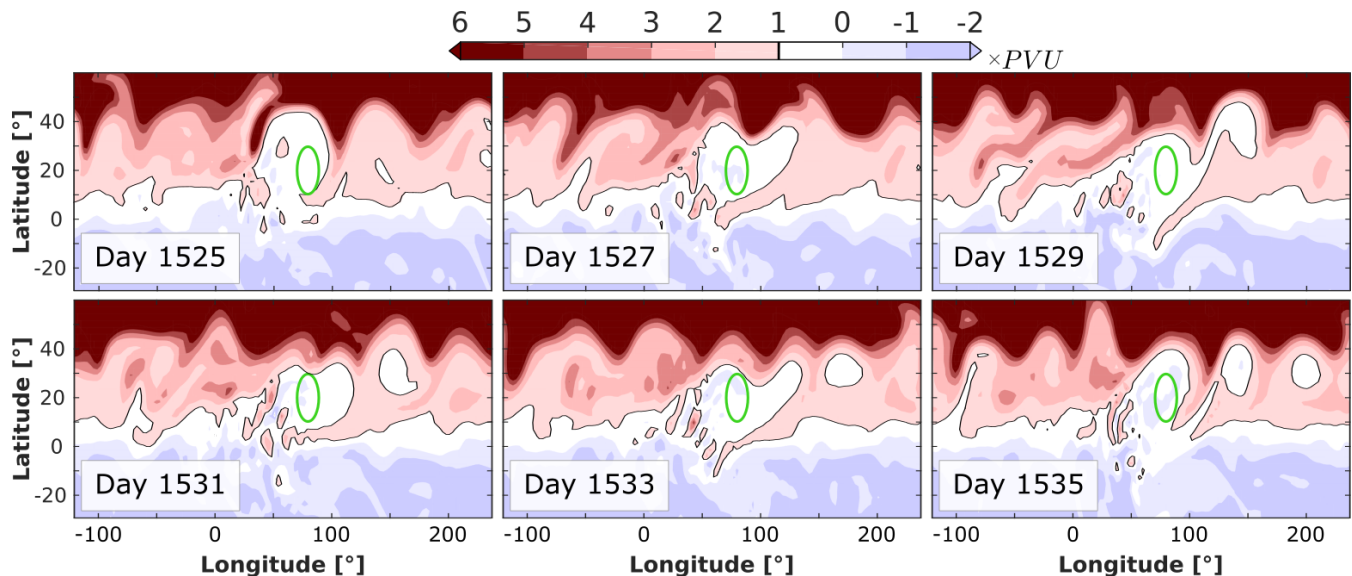 6 5 4 3 2 1 0 -1 -2
×PVU
Latitude [°]
40
20
0
-20
Day 1525
Day 1527
Day 1529
Latitude [°]
40
20
0
-20
Day 1531
Day 1533
Day 1535
-100 0 100 200
-100 0 100 200
-100 0 100 200
Longitude [°]
Longitude [°]
Longitude [°]